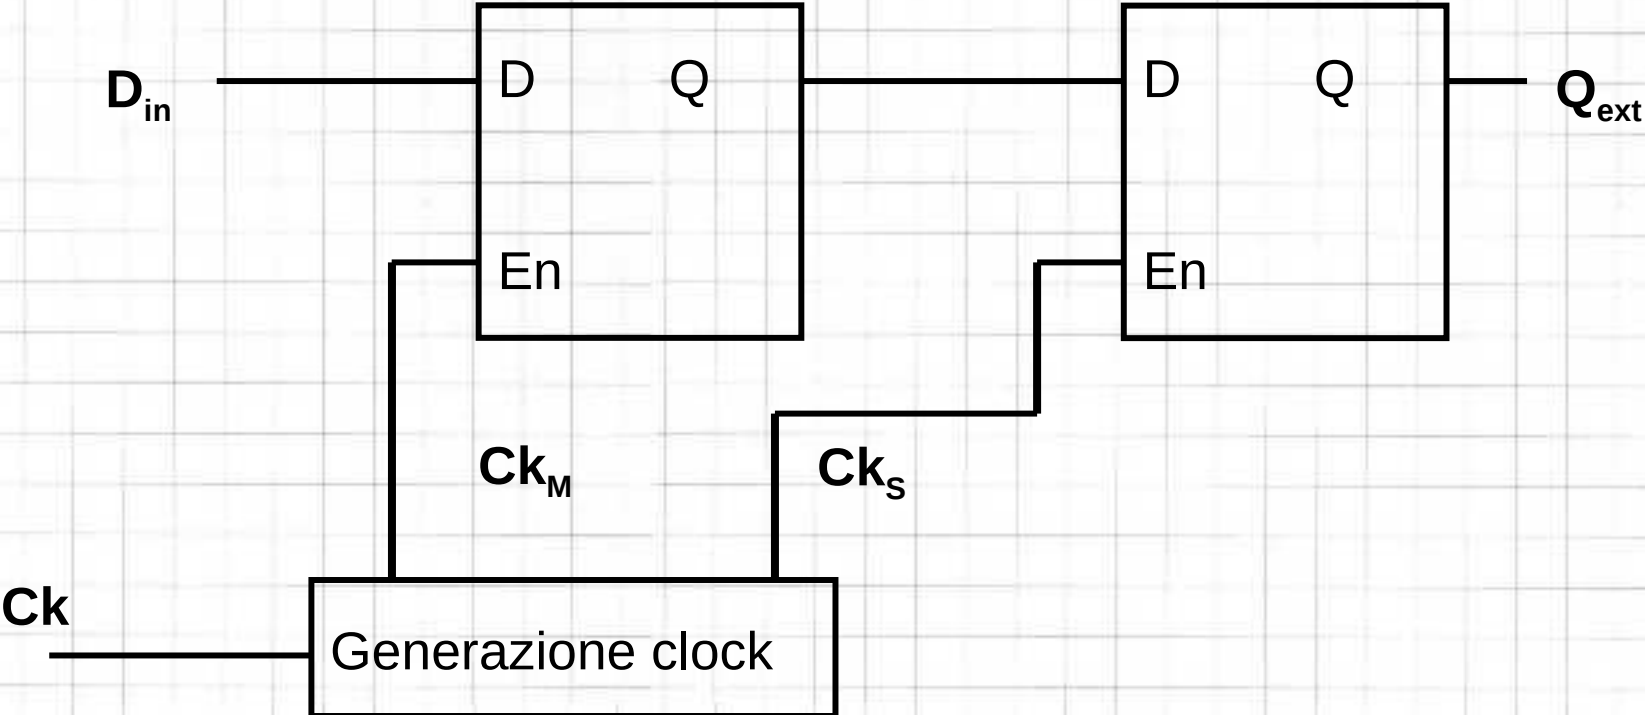 D Q D Q
Din Qext
En En
CkM CkS
Ck
Generazione clock